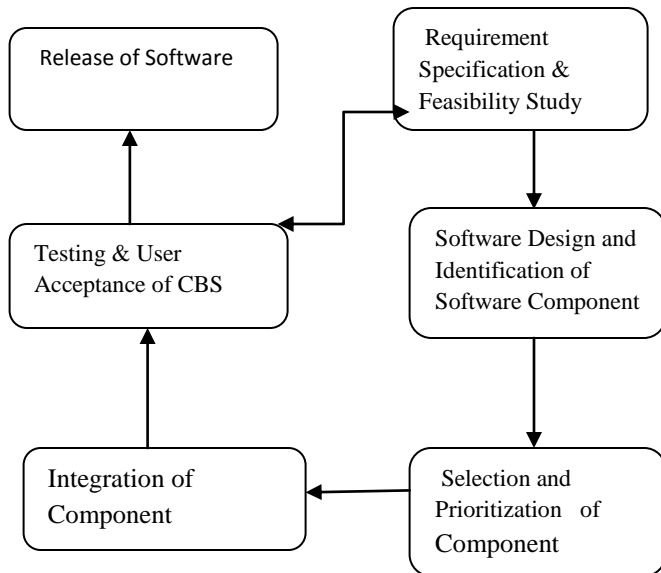 Release of Software
Requirement
Specification &
Feasibility Study
Testing & User
Acceptance of CBS
Software Design and
Identification of
Software Component
Integration of
Component
Selection and
Prioritization of
Component